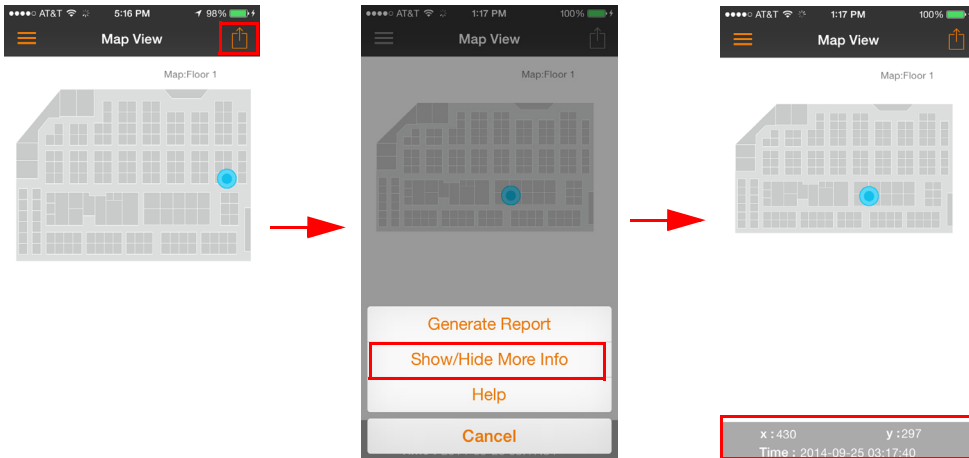 AT&T 5:16 PM 98%
Map View
Map:Floor 1
AT&T 1:17 PM 100%
Map View
Map:Floor 1
Generate Report
Show/Hide More Info
Help
Cancel
AT&T 1:17 PM 100%
Map View
Map:Floor 1
x : 430 y : 297
Time : 2014-09-25 03:17:40